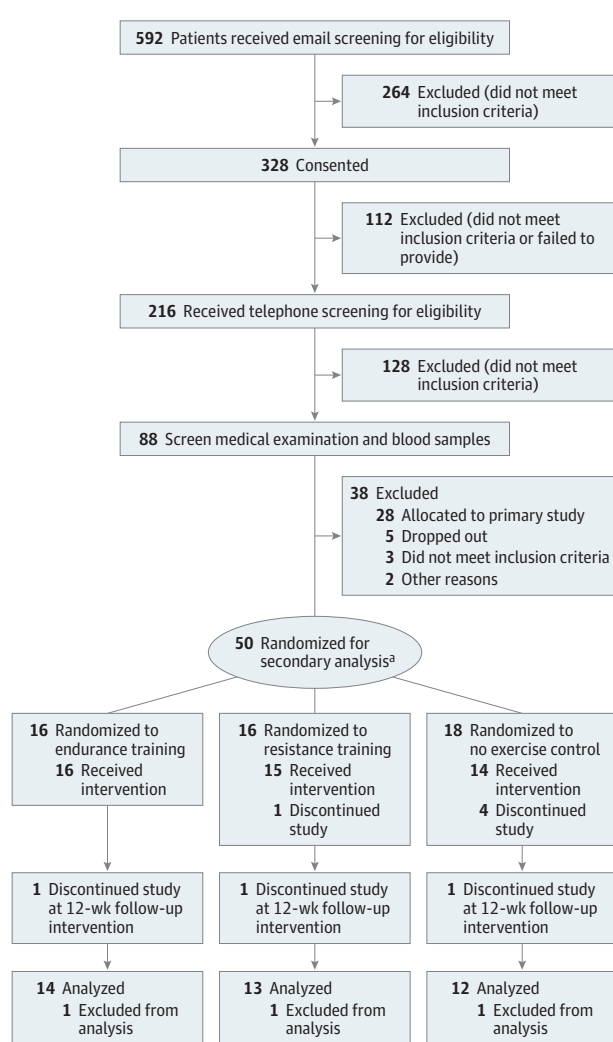 592 Patients received email screening for eligibility
264 Excluded (did not meet
inclusion criteria)
328 Consented
112 Excluded (did not meet
inclusion criteria or failed to
provide)
216 Received telephone screening for eligibility
128 Excluded (did not meet
inclusion criteria)
88 Screen medical examination and blood samples
38 Excluded
28 Allocated to primary study
5 Dropped out
3 Did not meet inclusion criteria
2 Other reasons
50 Randomized for
secondary analysisa
16 Randomized to
endurance training
16 Received
intervention
16 Randomized to
resistance training
15 Received
intervention
1 Discontinued
study
18 Randomized to
no exercise control
14 Received
intervention
4 Discontinued
study
1 Discontinued study
at 12-wk follow-up
intervention
1 Discontinued study
at 12-wk follow-up
intervention
1 Discontinued study
at 12-wk follow-up
intervention
14 Analyzed
1 Excluded from
analysis
13 Analyzed
1 Excluded from
analysis
12 Analyzed
1 Excluded from
analysis